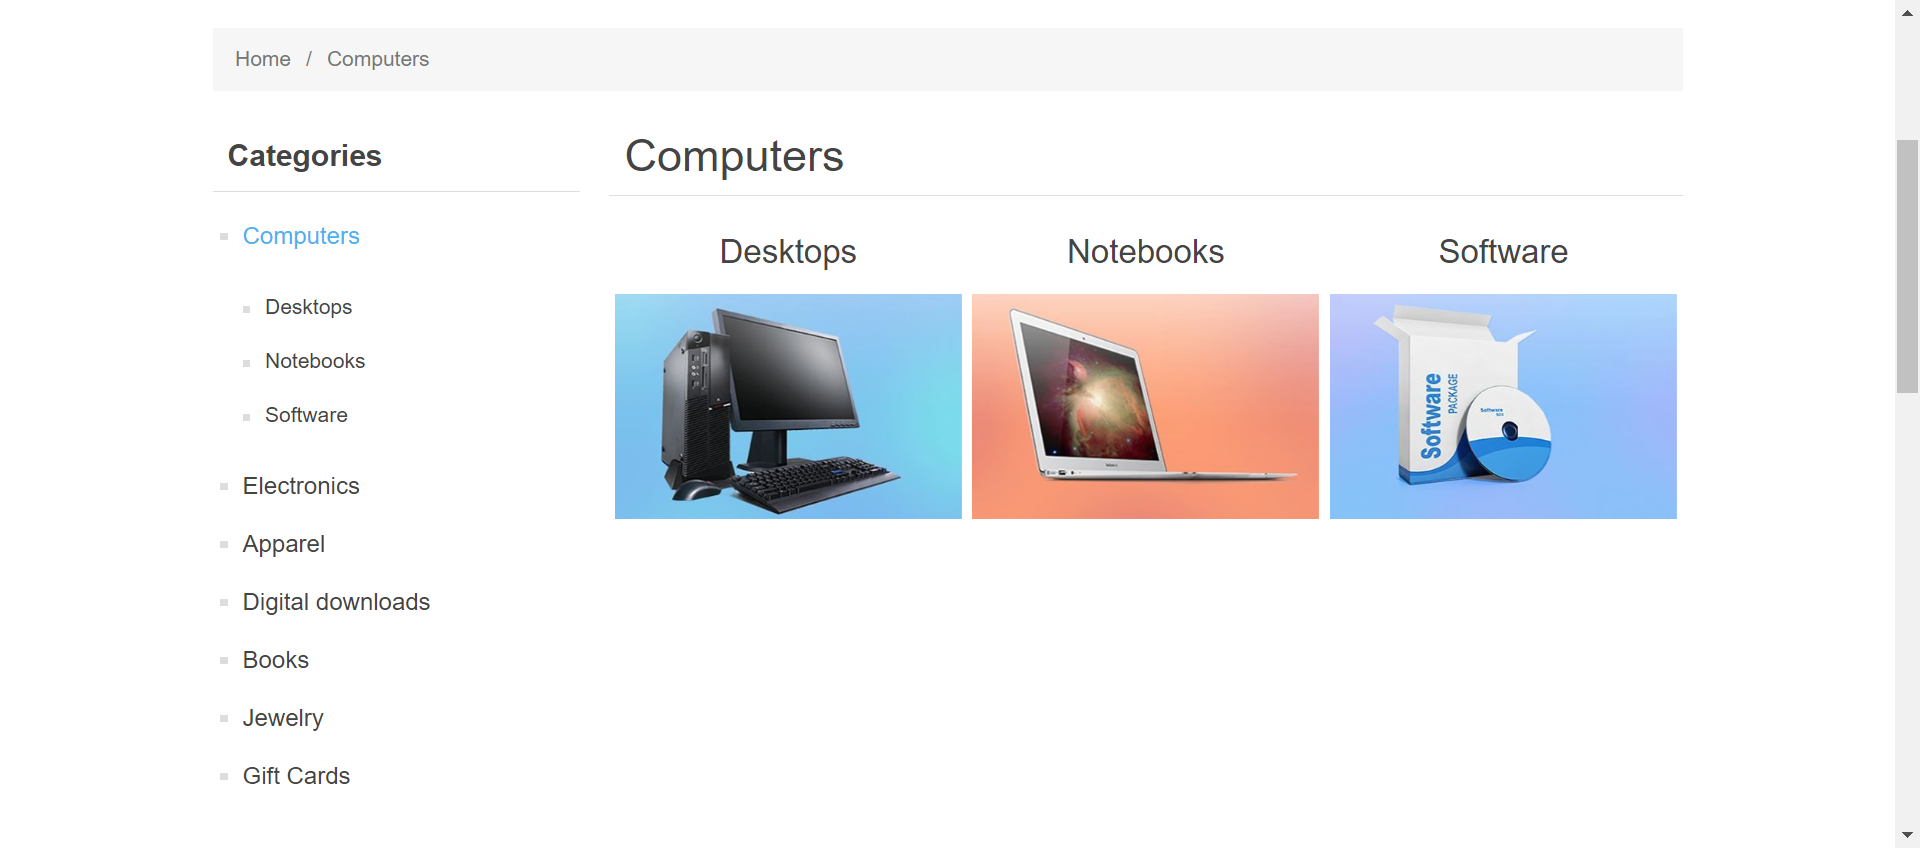 Home / Computers
Categories
Computers
Desktops
Notebooks
Software
Electronics
Apparel
Digital downloads
Books
Jewelry
Gift Cards
Computers
Desktops
Notebooks
Software
Software
PACKAGE
Software